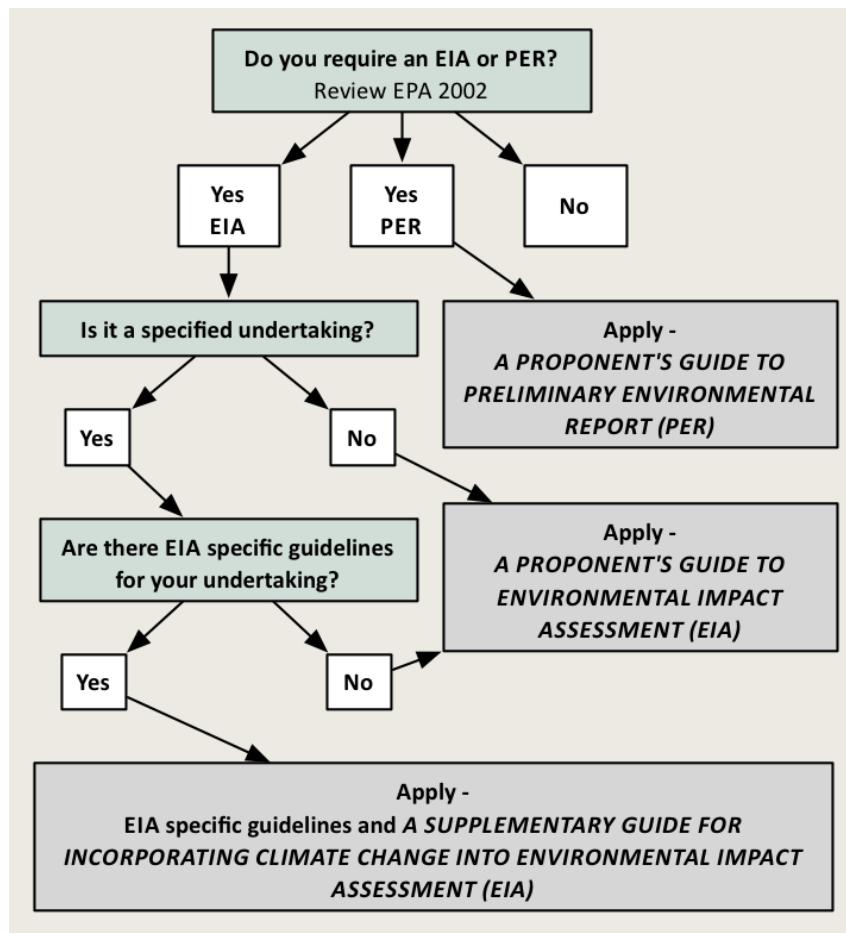 Do you require an EIA or PER?
Review EPA 2002
Yes
EIA
Yes
PER
No
Is it a specified undertaking?
Apply -
A PROPONENT'S GUIDE TO
PRELIMINARY ENVIRONMENTAL
REPORT (PER)
Yes
No
Are there EIA specific guidelines
for your undertaking?
Apply -
A PROPONENT'S GUIDE TO
ENVIRONMENTAL IMPACT
ASSESSMENT (EIA)
Yes
No
Apply -
EIA specific guidelines and A SUPPLEMENTARY GUIDE FOR
INCORPORATING CLIMATE CHANGE INTO ENVIRONMENTAL IMPACT
ASSESSMENT (EIA)